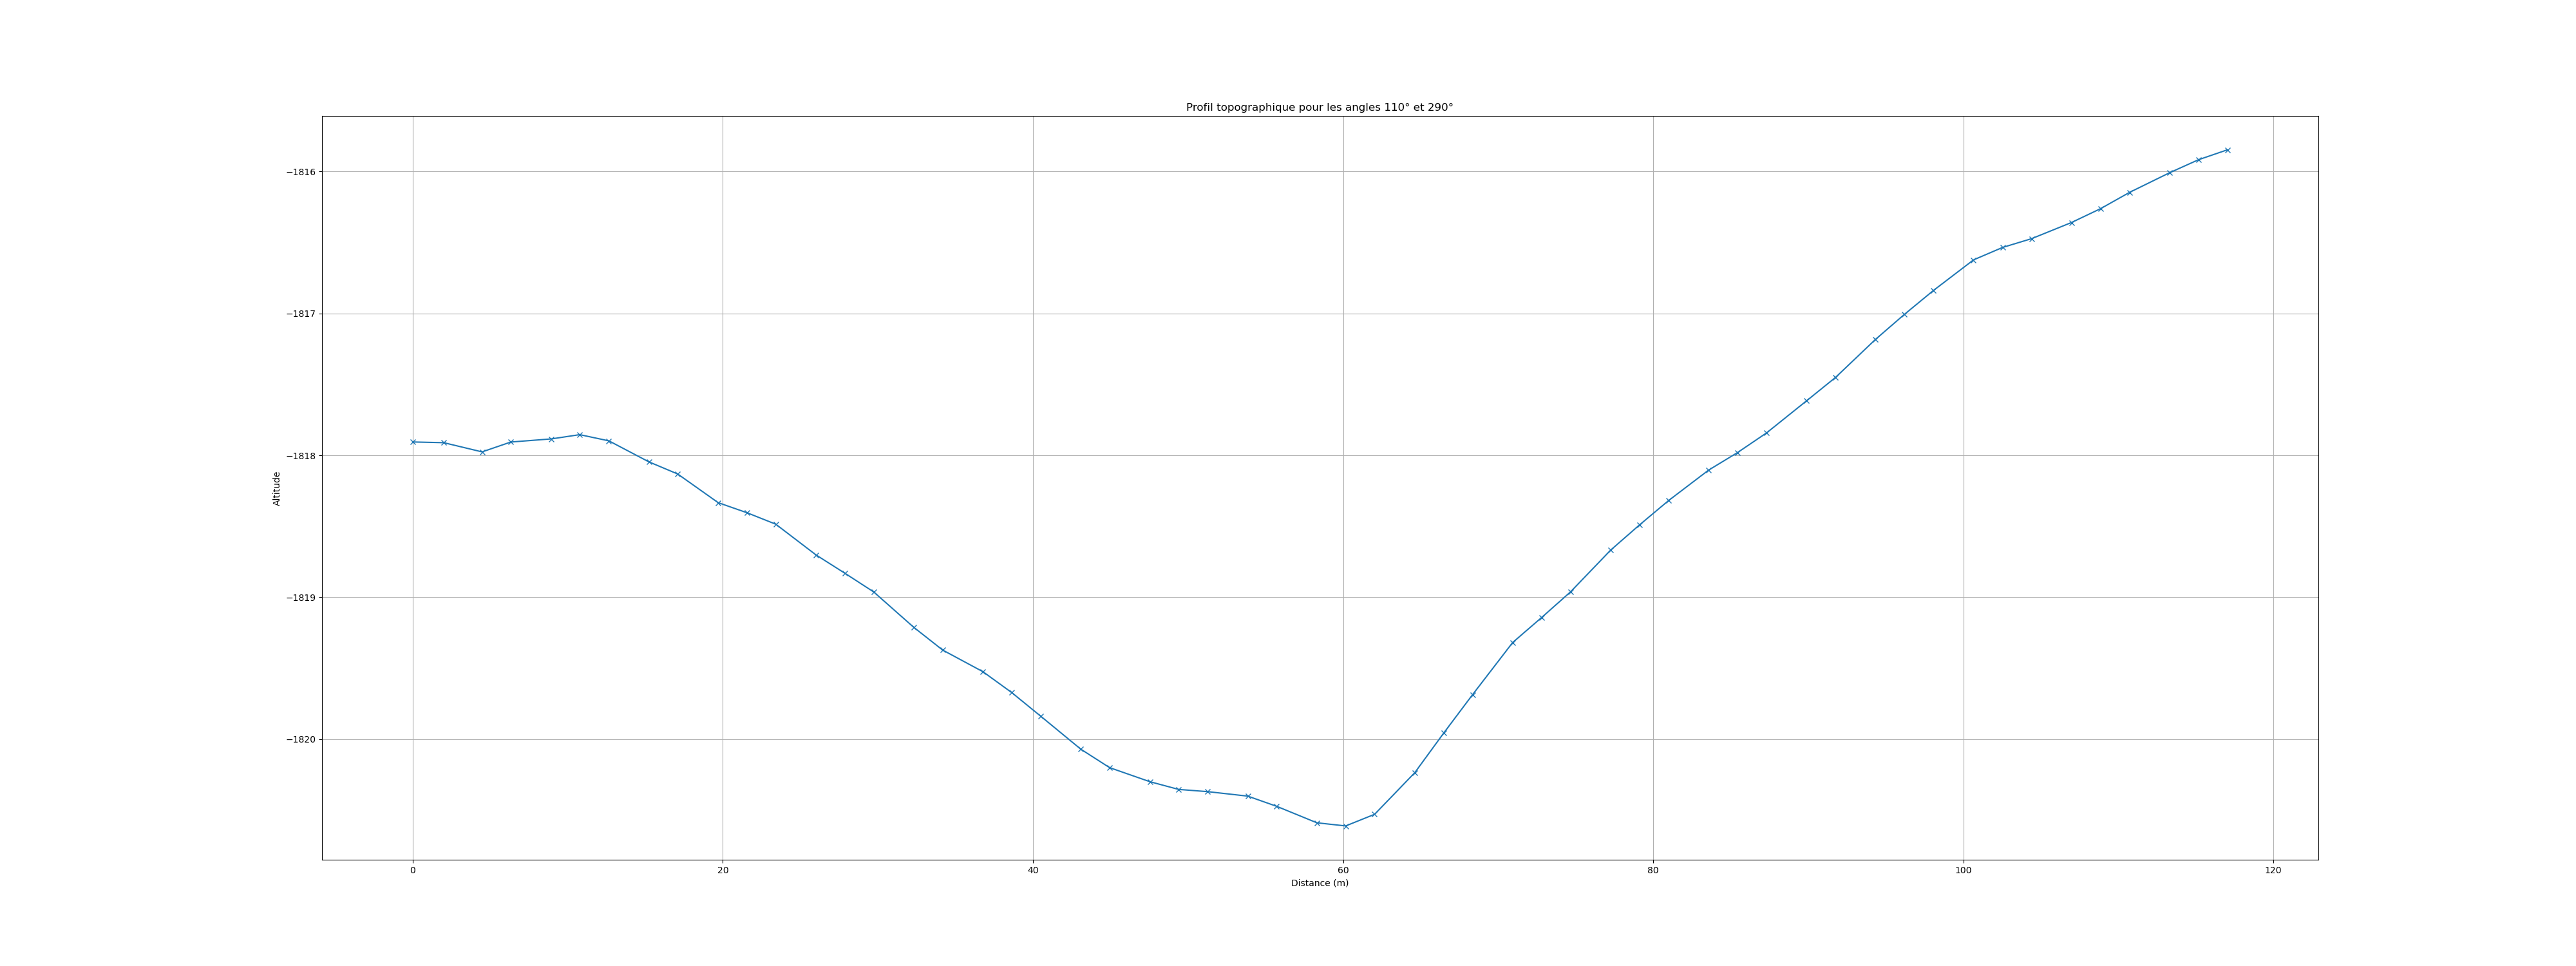 Profil topographique pour les angles 110° et 290°
Altitude
−1816
−1817
−1818
−1819
−1820
0 20 40 60 80 100 120
Distance (m)